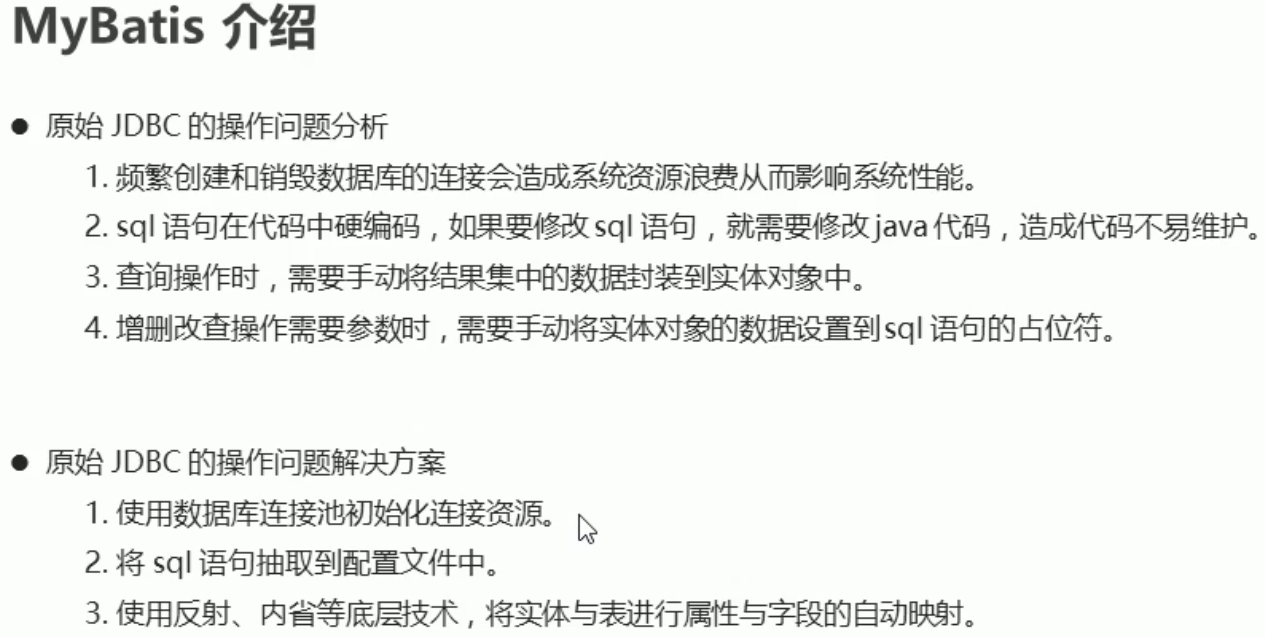 MyBatis 介绍
● 原始 JDBC 的操作问题分析
1. 频繁创建和销毁数据库的连接会造成系统资源浪费从而影响系统性能。
2. sql 语句在代码中硬编码，如果要修改 sql 语句，就需要修改 java 代码，造成代码不易维护。
3. 查询操作时，需要手动将结果集中的数据封装到实体对象中。
4. 增删改查操作需要参数时，需要手动将实体对象的数据设置到 sql 语句的占位符。
● 原始 JDBC 的操作问题解决方案
1. 使用数据库连接池初始化连接资源。
2. 将 sql 语句抽取到配置文件中。
3. 使用反射、内省等底层技术，将实体与表进行属性与字段的自动映射。